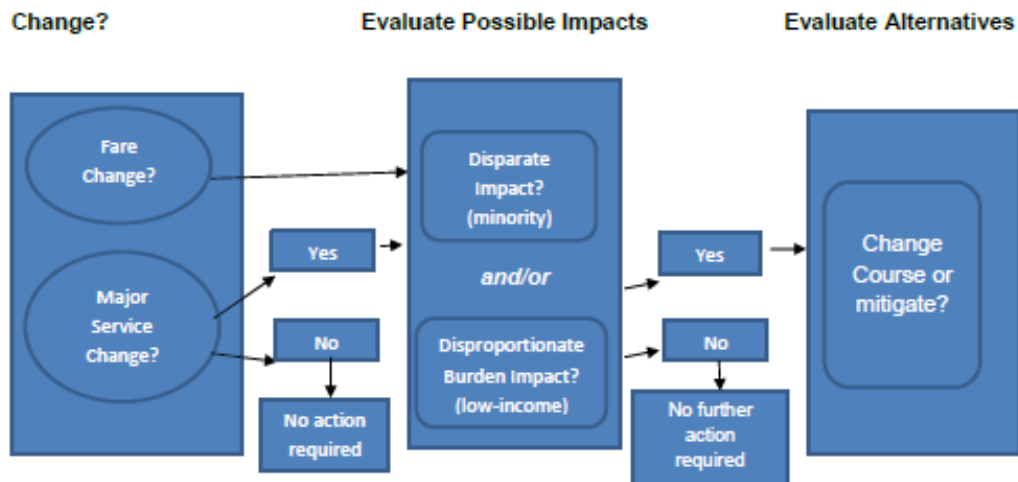 Change?
Evaluate Possible Impacts
Evaluate Alternatives
Fare
Change?
Major
Service
Change?
Yes
No
No action
required
Disparate
Impact?
(minority)
and/or
Disproportionate
Burden Impact?
(low-income)
Yes
No
No further
action
required
Change
Course or
mitigate?